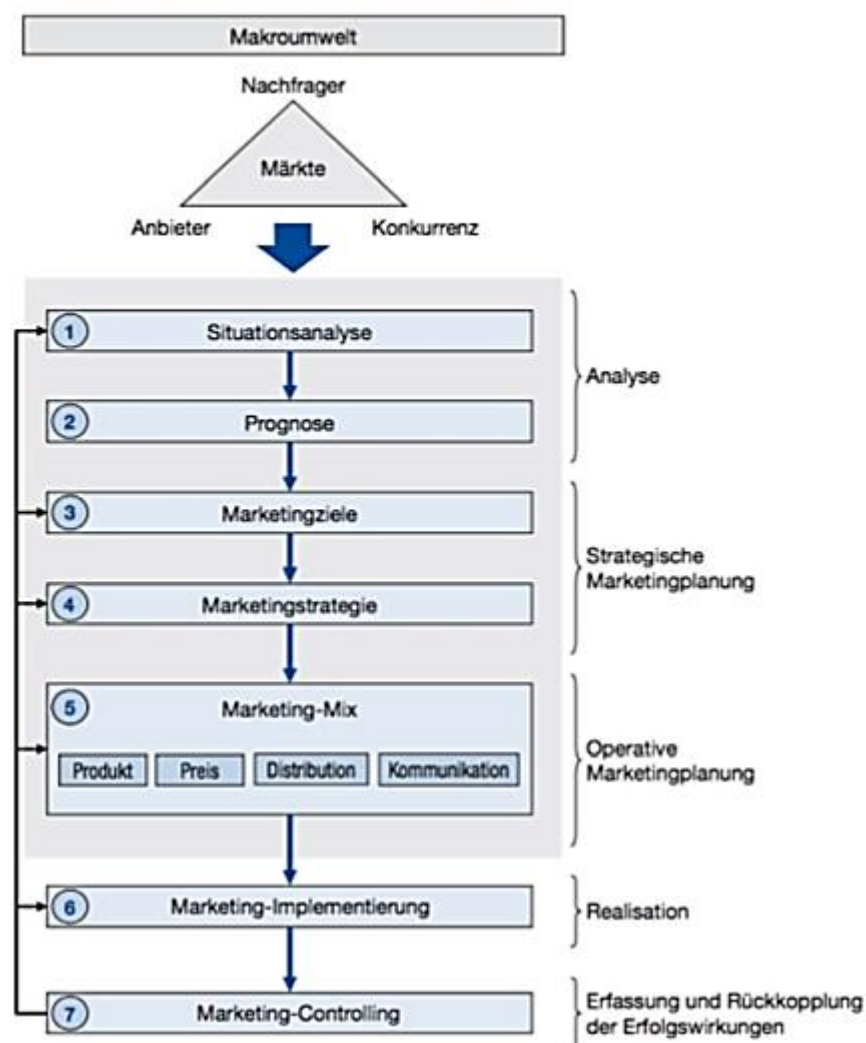 Makroumwelt
Nachfrager
Märkte
Anbieter
Konkurrenz
1
Situationsanalyse
Analyse
2
Prognose
3
Marketingziele
Strategische
Marketingplanung
4
Marketingstrategie
5
Marketing-Mix
Produkt
Preis
Distribution
Kommunikation
Operative
Marketingplanung
6
Marketing-Implementierung
Realisation
7
Marketing-Controlling
Erfassung und Rückkopplung
der Erfolgswirkungen